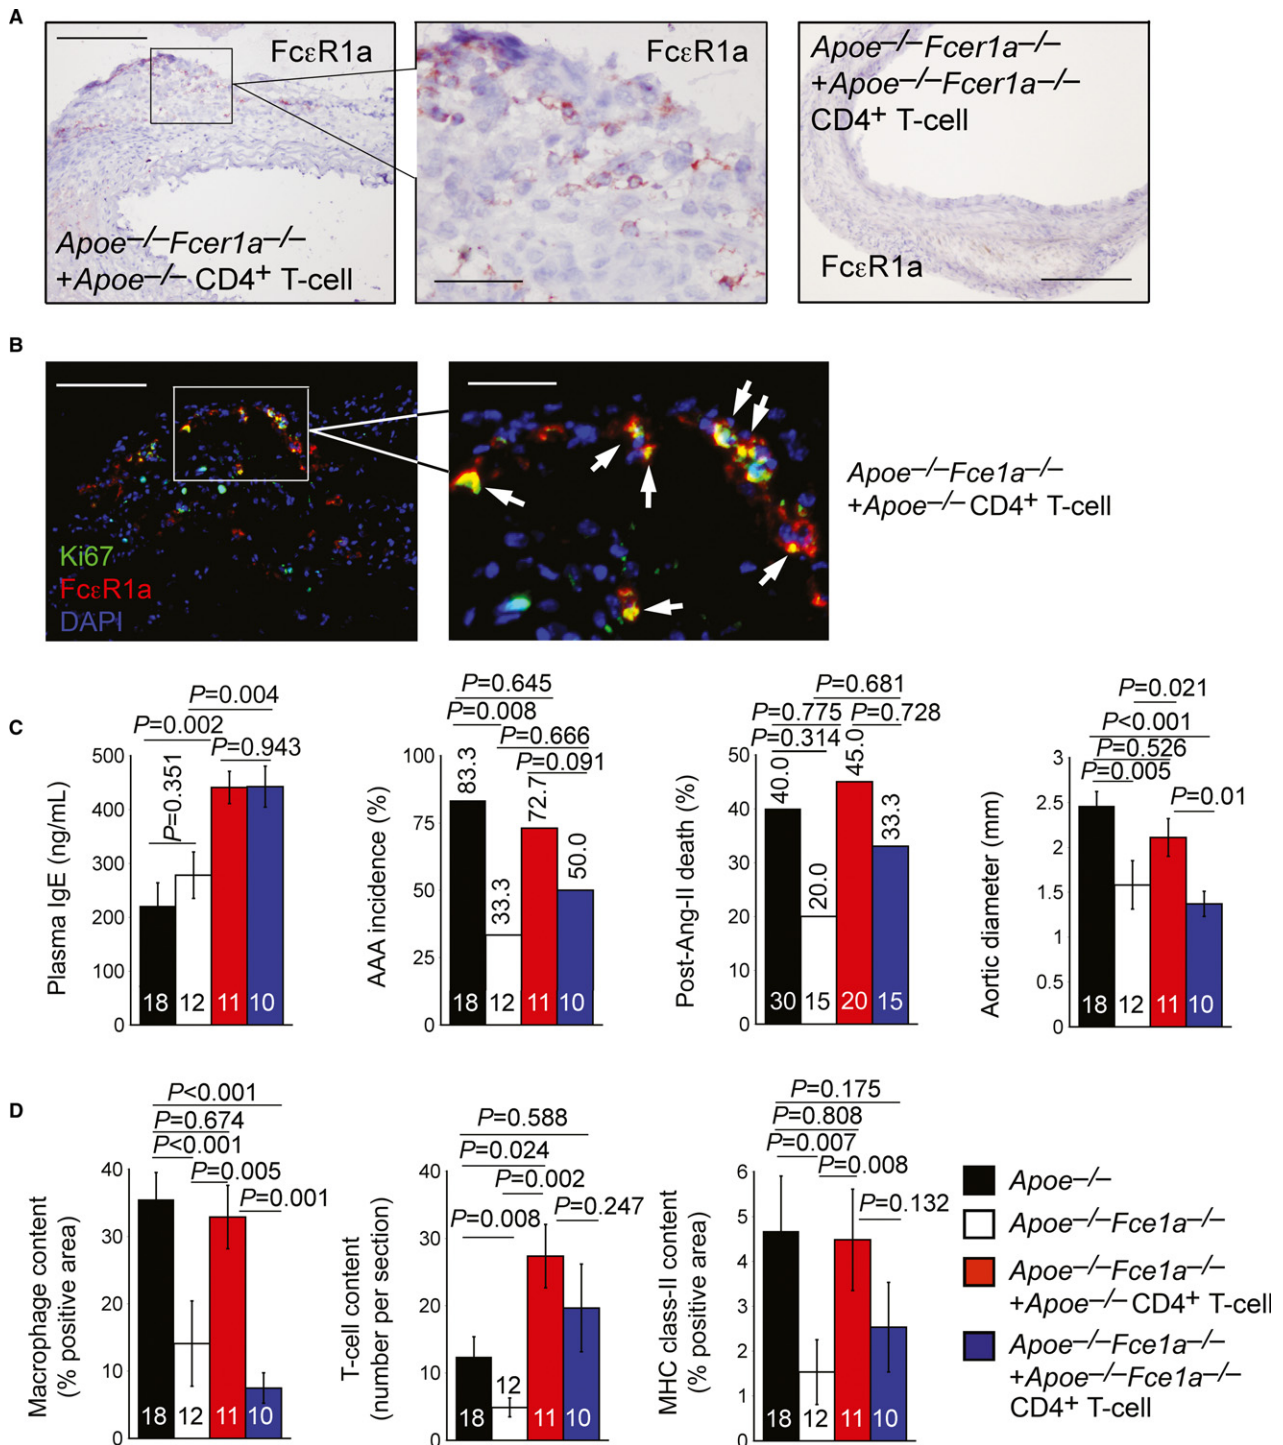 A
FcεR1a
Apoe–/–Fcer1a–/–
+Apoe–/– CD4+ T-cell
FcεR1a
Apoe–/–Fcer1a–/–
+Apoe–/–Fcer1a–/–
CD4+ T-cell
FcεR1a
B
Ki67
FcεR1a
DAPI
Apoe–/–Fce1a–/–
+Apoe–/– CD4+ T-cell
C
P=0.004
P=0.002
P=0.943
P=0.351
Plasma IgE (ng/mL)
500
400
300
200
100
0
18
12
11
10
P=0.645
P=0.008
P=0.666
P=0.091
AAA incidence (%)
100
75
50
25
0
83.3
33.3
72.7
50.0
18
12
11
10
P=0.681
P=0.775
P=0.728
P=0.314
Post-Ang-II death (%)
50
40
30
20
10
0
40.0
20.0
45.0
33.3
30
15
20
15
P=0.021
P<0.001
P=0.526
P=0.005
P=0.01
Aortic diameter (mm)
3
2.5
2
1.5
1
0.5
0
18
12
11
10
D
P<0.001
P=0.674
P<0.001
P=0.005
P=0.001
Macrophage content
(% positive area)
40
30
20
10
0
18
12
11
10
P=0.588
P=0.024
P=0.002
P=0.008
P=0.247
T-cell content
(number per section)
40
30
20
10
0
18
12
11
10
P=0.175
P=0.808
P=0.007
P=0.008
P=0.132
MHC class-II content
(% positive area)
6
5
4
3
2
1
0
18
12
11
10
Apoe–/–
Apoe–/–Fce1a–/–
Apoe–/–Fce1a–/–
+Apoe–/– CD4+ T-cell
Apoe–/–Fce1a–/–
+Apoe–/–Fce1a–/–
CD4+ T-cell